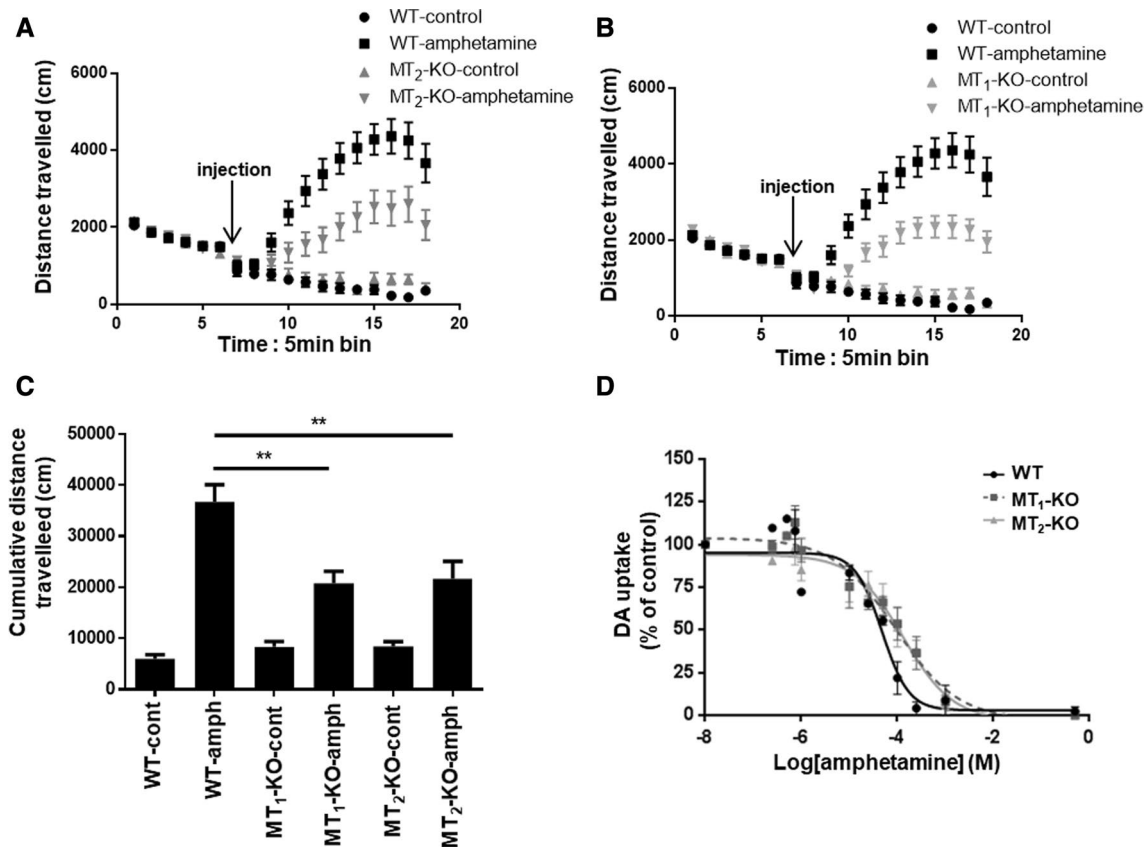 A
WT-control
WT-amphetamine
MT2-KO-control
MT2-KO-amphetamine
Distance travelled (cm)
6000
4000
2000
0
injection
0
5
10
15
20
Time : 5min bin
B
WT-control
WT-amphetamine
MT1-KO-control
MT1-KO-amphetamine
Distance travelled (cm)
6000
4000
2000
0
injection
0
5
10
15
20
Time : 5min bin
C
Cumulative distance
travelleed (cm)
50000
40000
30000
20000
10000
0
**
**
WT-cont
WT-amph
MT1-KO-cont
MT1-KO-amph
MT2-KO-cont
MT2-KO-amph
D
WT
MT1-KO
MT2-KO
DA uptake
(% of control)
150
125
100
75
50
25
0
-8
-6
-4
-2
0
Log[amphetamine] (M)